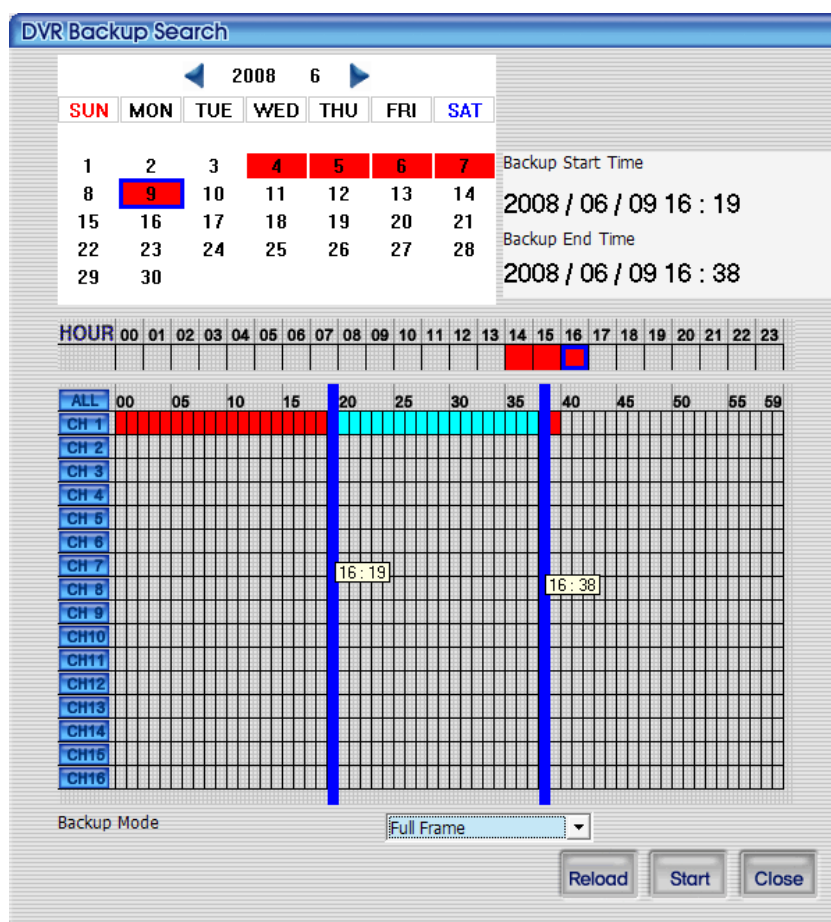 DVR Backup Search
2008 6
SUN MON TUE WED THU FRI SAT
1 2 3 4 5 6 7
8 9 10 11 12 13 14
15 16 17 18 19 20 21
22 23 24 25 26 27 28
29 30
Backup Start Time
2008 / 06 / 09 16 : 19
Backup End Time
2008 / 06 / 09 16 : 38
HOUR 00 01 02 03 04 05 06 07 08 09 10 11 12 13 14 15 16 17 18 19 20 21 22 23
ALL 00 05 10 15 20 25 30 35 40 45 50 55 59
CH 1
CH 2
CH 3
CH 4
CH 5
CH 6
CH 7
16 : 19
CH 8
16 : 38
CH 9
CH10
CH11
CH12
CH13
CH14
CH15
CH16
Backup Mode
Full Frame
Reload Start Close